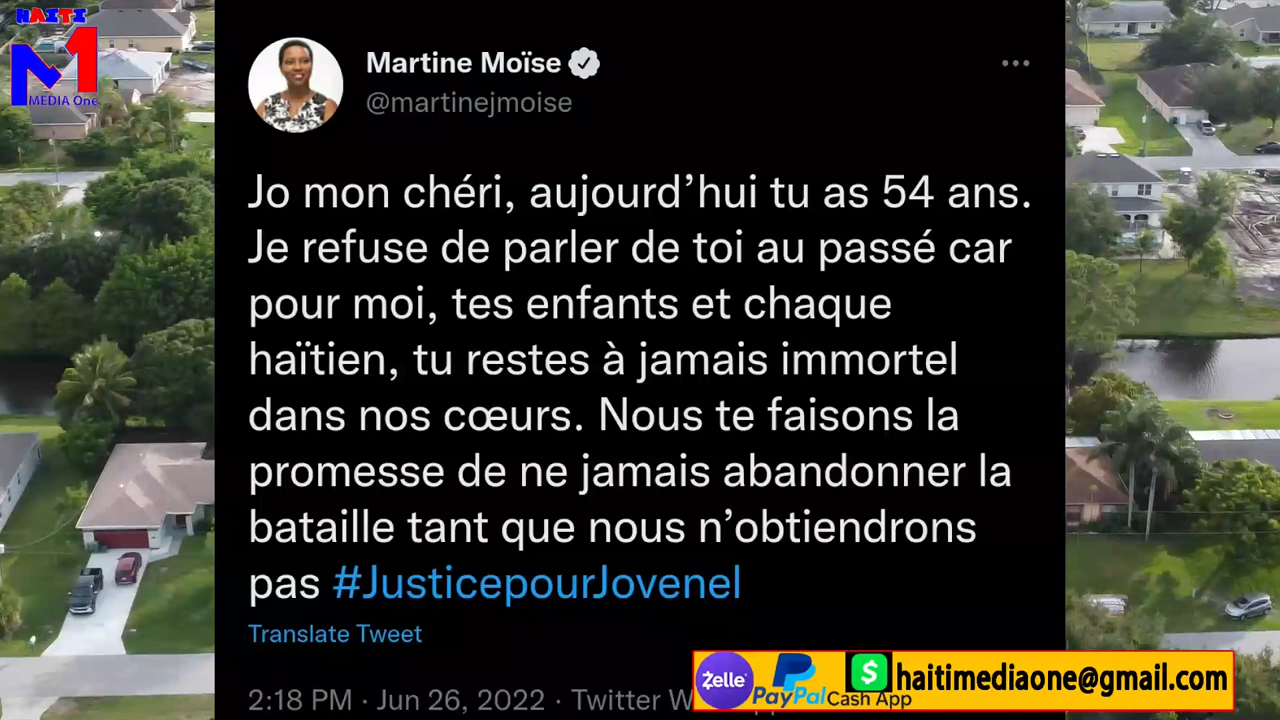 HAITI
M1
MEDIA One
Martine Moïse
@martinejmoise
Jo mon chéri, aujourd’hui tu as 54 ans.
Je refuse de parler de toi au passé car
pour moi, tes enfants et chaque
haïtien, tu restes à jamais immortel
dans nos cœurs. Nous te faisons la
promesse de ne jamais abandonner la
bataille tant que nous n’obtiendrons
pas #JusticepourJovenel
Translate Tweet
2:18 PM · Jun 26, 2022 · Twitter W
Zelle PayPal $ Cash App haitimediaone@gmail.com